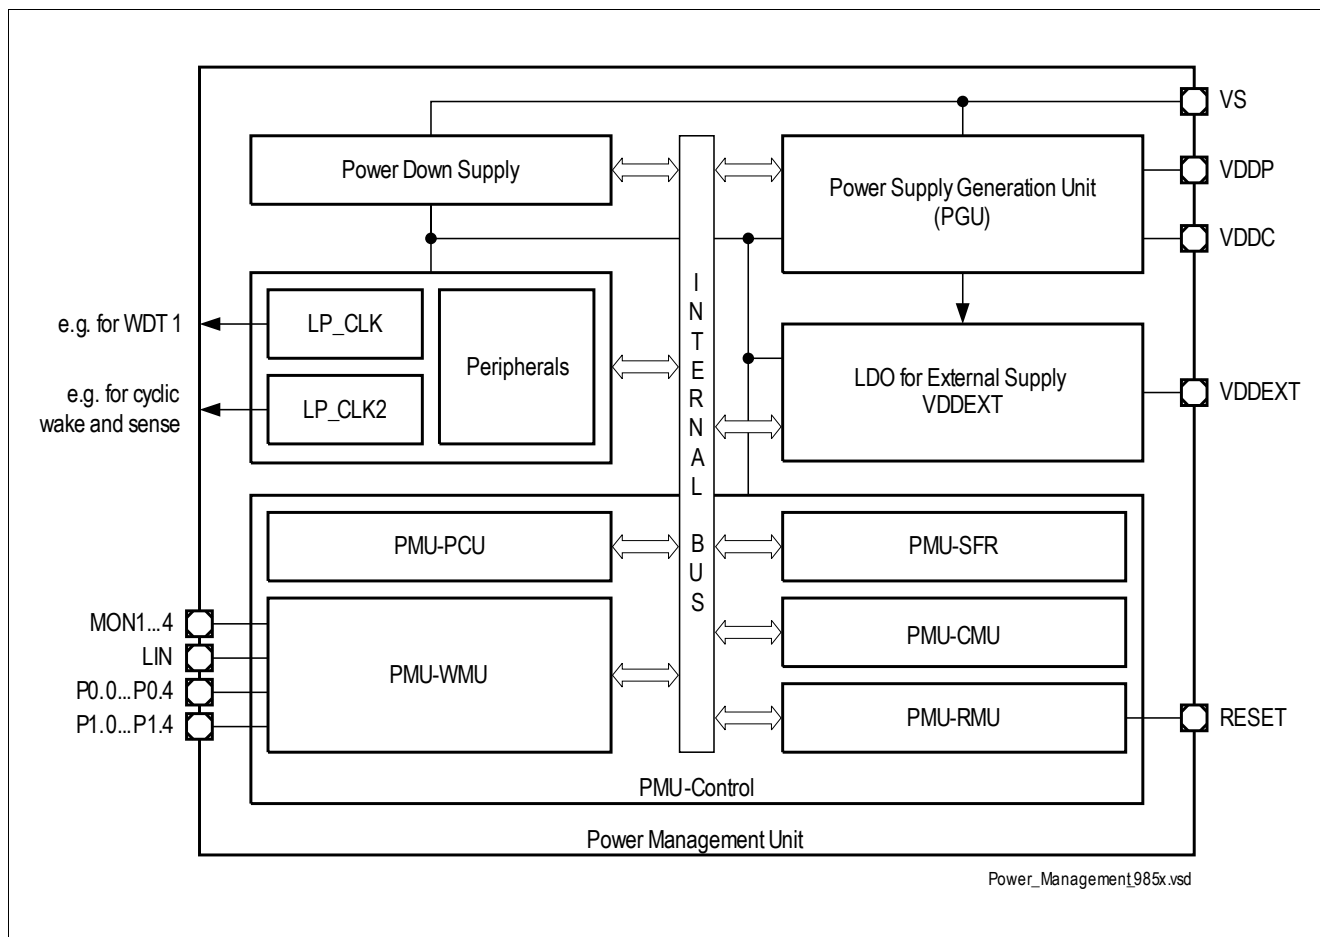 VS
Power Down Supply
Power Supply Generation Unit
(PGU)
VDDP
VDDC
INTERNAL BUS
e.g. for WDT 1
LP_CLK
Peripherals
LDO for External Supply
VDDEXT
VDDEXT
e.g. for cyclic
wake and sense
LP_CLK2
PMU-PCU
PMU-SFR
MON1...4
LIN
P0.0...P0.4
P1.0...P1.4
PMU-WMU
PMU-CMU
PMU-RMU
RESET
PMU-Control
Power Management Unit
Power_Management_985x.vsd